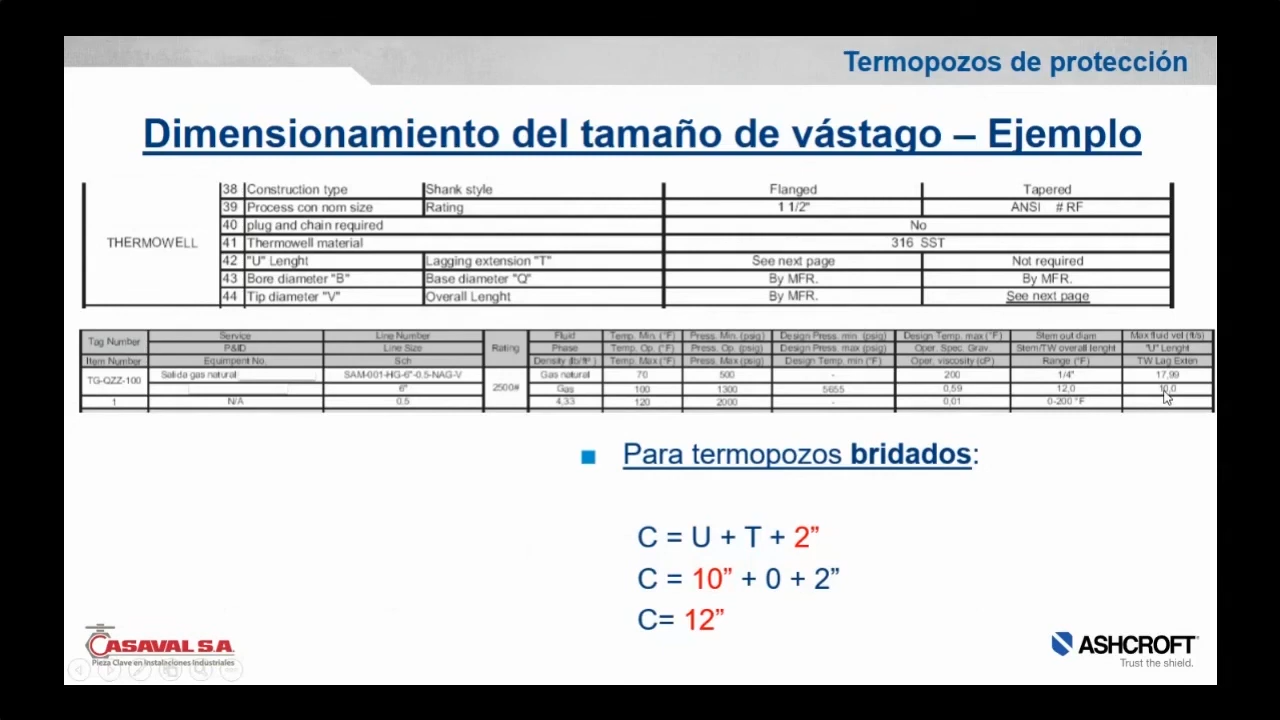 Termopozos de protección
Dimensionamiento del tamaño de vástago – Ejemplo
THERMOWELL
38 Construction type Shank style Flanged Tapered
39 Process con nom size Rating 1 1/2" ANSI # RF
40 plug and chain required No
41 Thermowell material 316 SST
42 "U" Lenght Lagging extension "T" See next page Not required
43 Bore diameter "B" Base diameter "Q" By MFR. By MFR.
44 Tip diameter "V" Overall Lenght By MFR. See next page
Tag Number Service Line Number Rating Fluid Temp. Min. (°F) Press. Min. (psig) Design Press. min (psig) Design Temp. max (°F) Stem out diam Max fluid vel (ft/s)
P&ID Line Size Phase Temp. Op. (°F) Press. Op. (psig) Design Press. max (psig) Oper. Spec. Grav Stem/TW overall lenght "U" Lenght
Item Number Equimpent No. Density (lb/ft³) Temp. Max (°F) Press. Max (psig) Design Temp. min (°F) Oper. viscosity (cP) Range (°F) TW Lag Exten
TG-QZZ-100 Salida gas natural SAM-001-HG-6"-0.5-NAG-V 2500# Gas natural 70 500 - 200 1/4" 17,99
6" Gas 100 1300 5655 0,59 12,0 10,0
1 N/A 0.5 4,33 120 2000 - 0,01 0-200 °F
Para termopozos bridados:
C = U + T + 2”
C = 10” + 0 + 2”
C= 12”
CASAVAL S.A.
Pieza Clave en Instalaciones Industriales
ASHCROFT
Trust the shield.